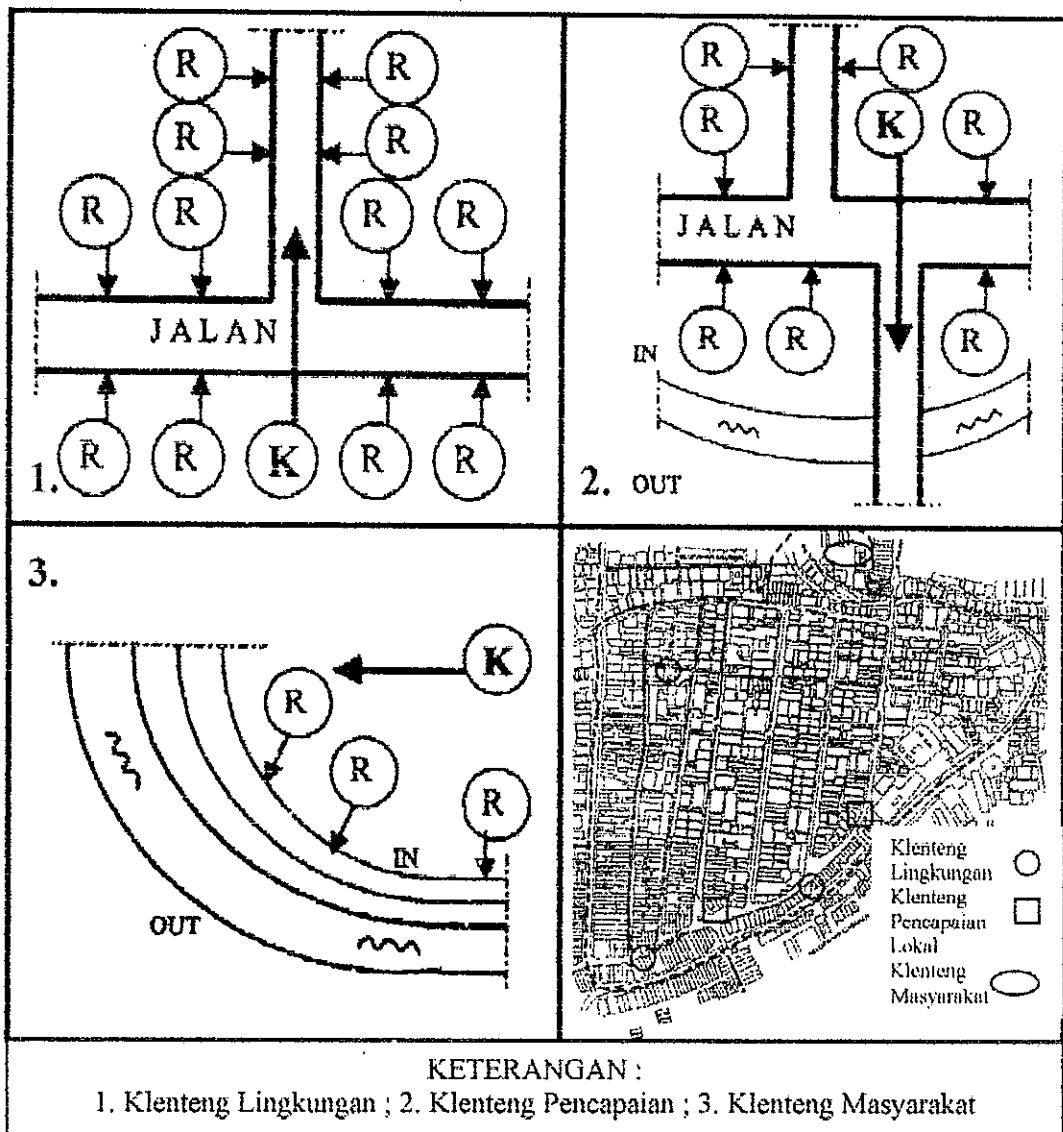 R R
R R
R R R R
JALAN
R R K R R
1.
R R
R K R
JALAN
R R R
IN
2. OUT
3.
K
R
R
R
IN
OUT
Klenteng
Lingkungan
Klenteng
Pencapaian
Lokal
Klenteng
Masyarakat
KETERANGAN :
1. Klenteng Lingkungan ; 2. Klenteng Pencapaian ; 3. Klenteng Masyarakat